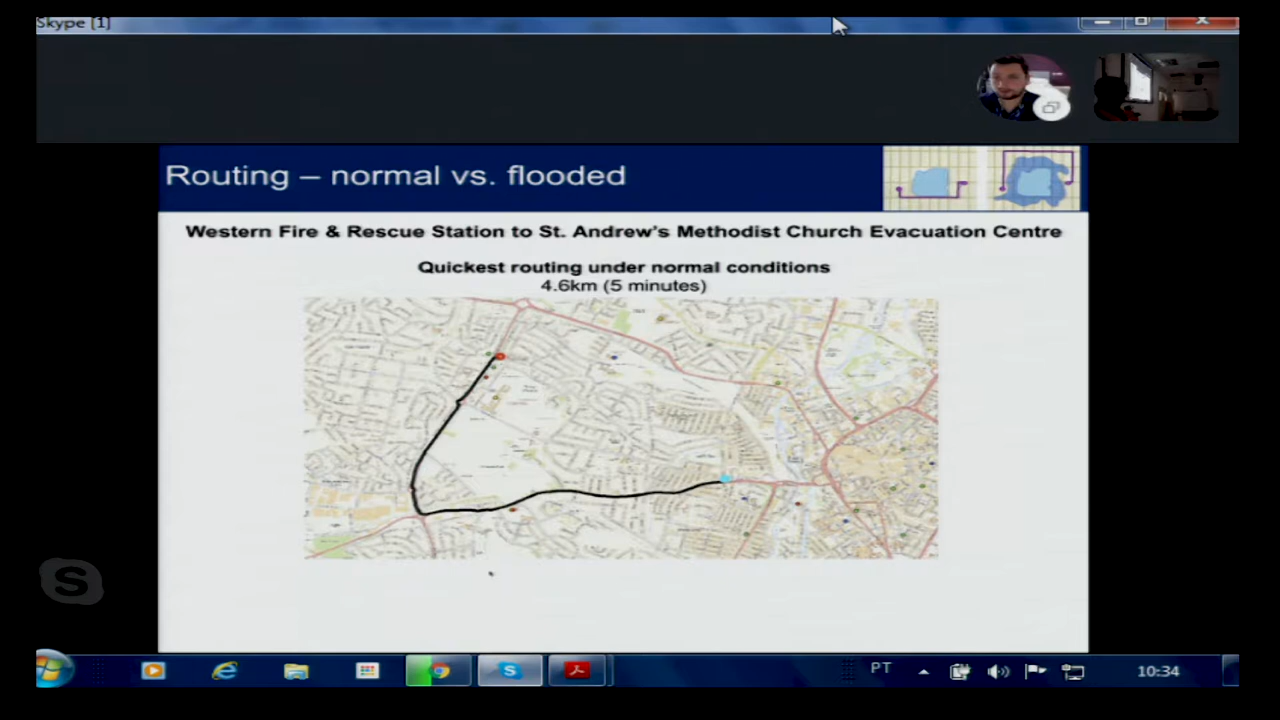 Skype [1]
Routing – normal vs. flooded
Western Fire & Rescue Station to St. Andrew's Methodist Church Evacuation Centre
Quickest routing under normal conditions
4.6km (5 minutes)
S
PT
10:34